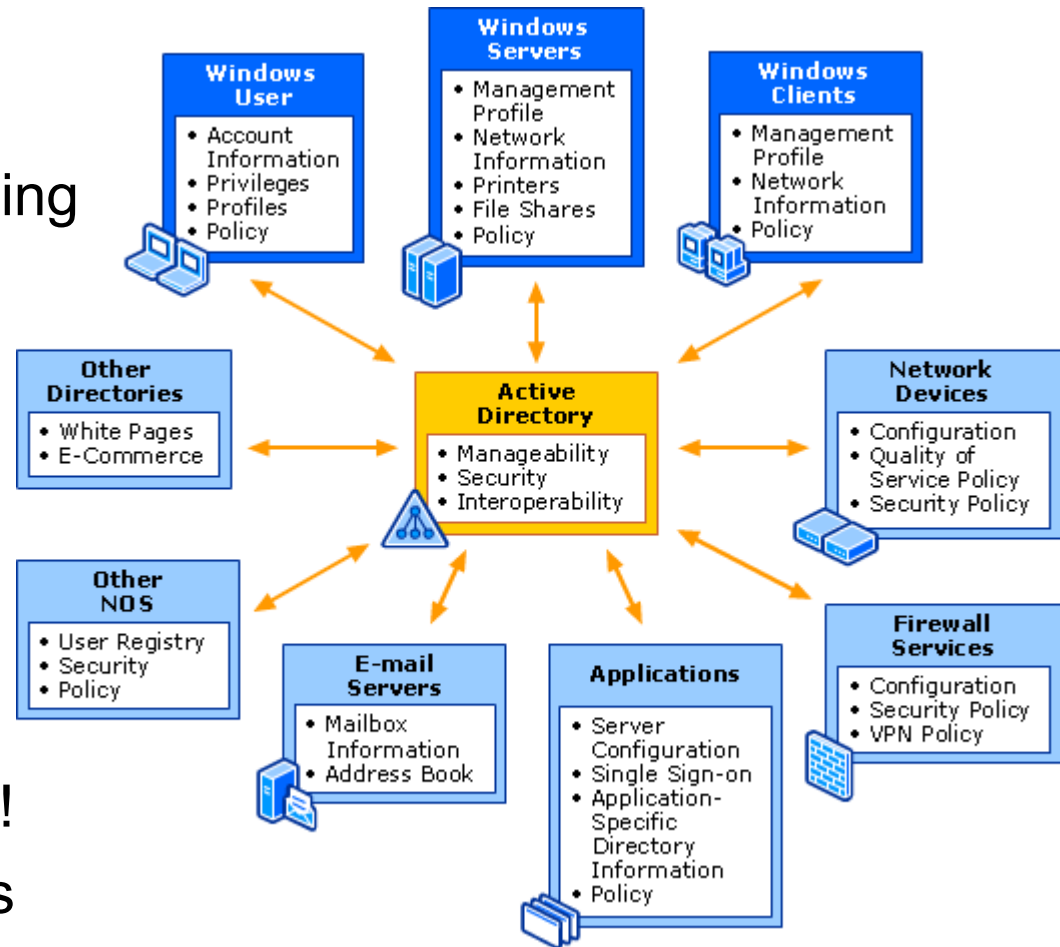 Windows
User
• Account
Information
• Privileges
• Profiles
• Policy
Windows
Servers
• Management
Profile
• Network
Information
• Printers
• File Shares
• Policy
Windows
Clients
• Management
Profile
• Network
Information
• Policy
ing
Other
Directories
• White Pages
• E-Commerce
Active
Directory
• Manageability
• Security
• Interoperability
Network
Devices
• Configuration
• Quality of
Service Policy
• Security Policy
Other
NOS
• User Registry
• Security
• Policy
E-mail
Servers
• Mailbox
Information
• Address Book
Applications
• Server
Configuration
• Single Sign-on
• Application-
Specific
Directory
Information
• Policy
Firewall
Services
• Configuration
• Security Policy
• VPN Policy
!
s